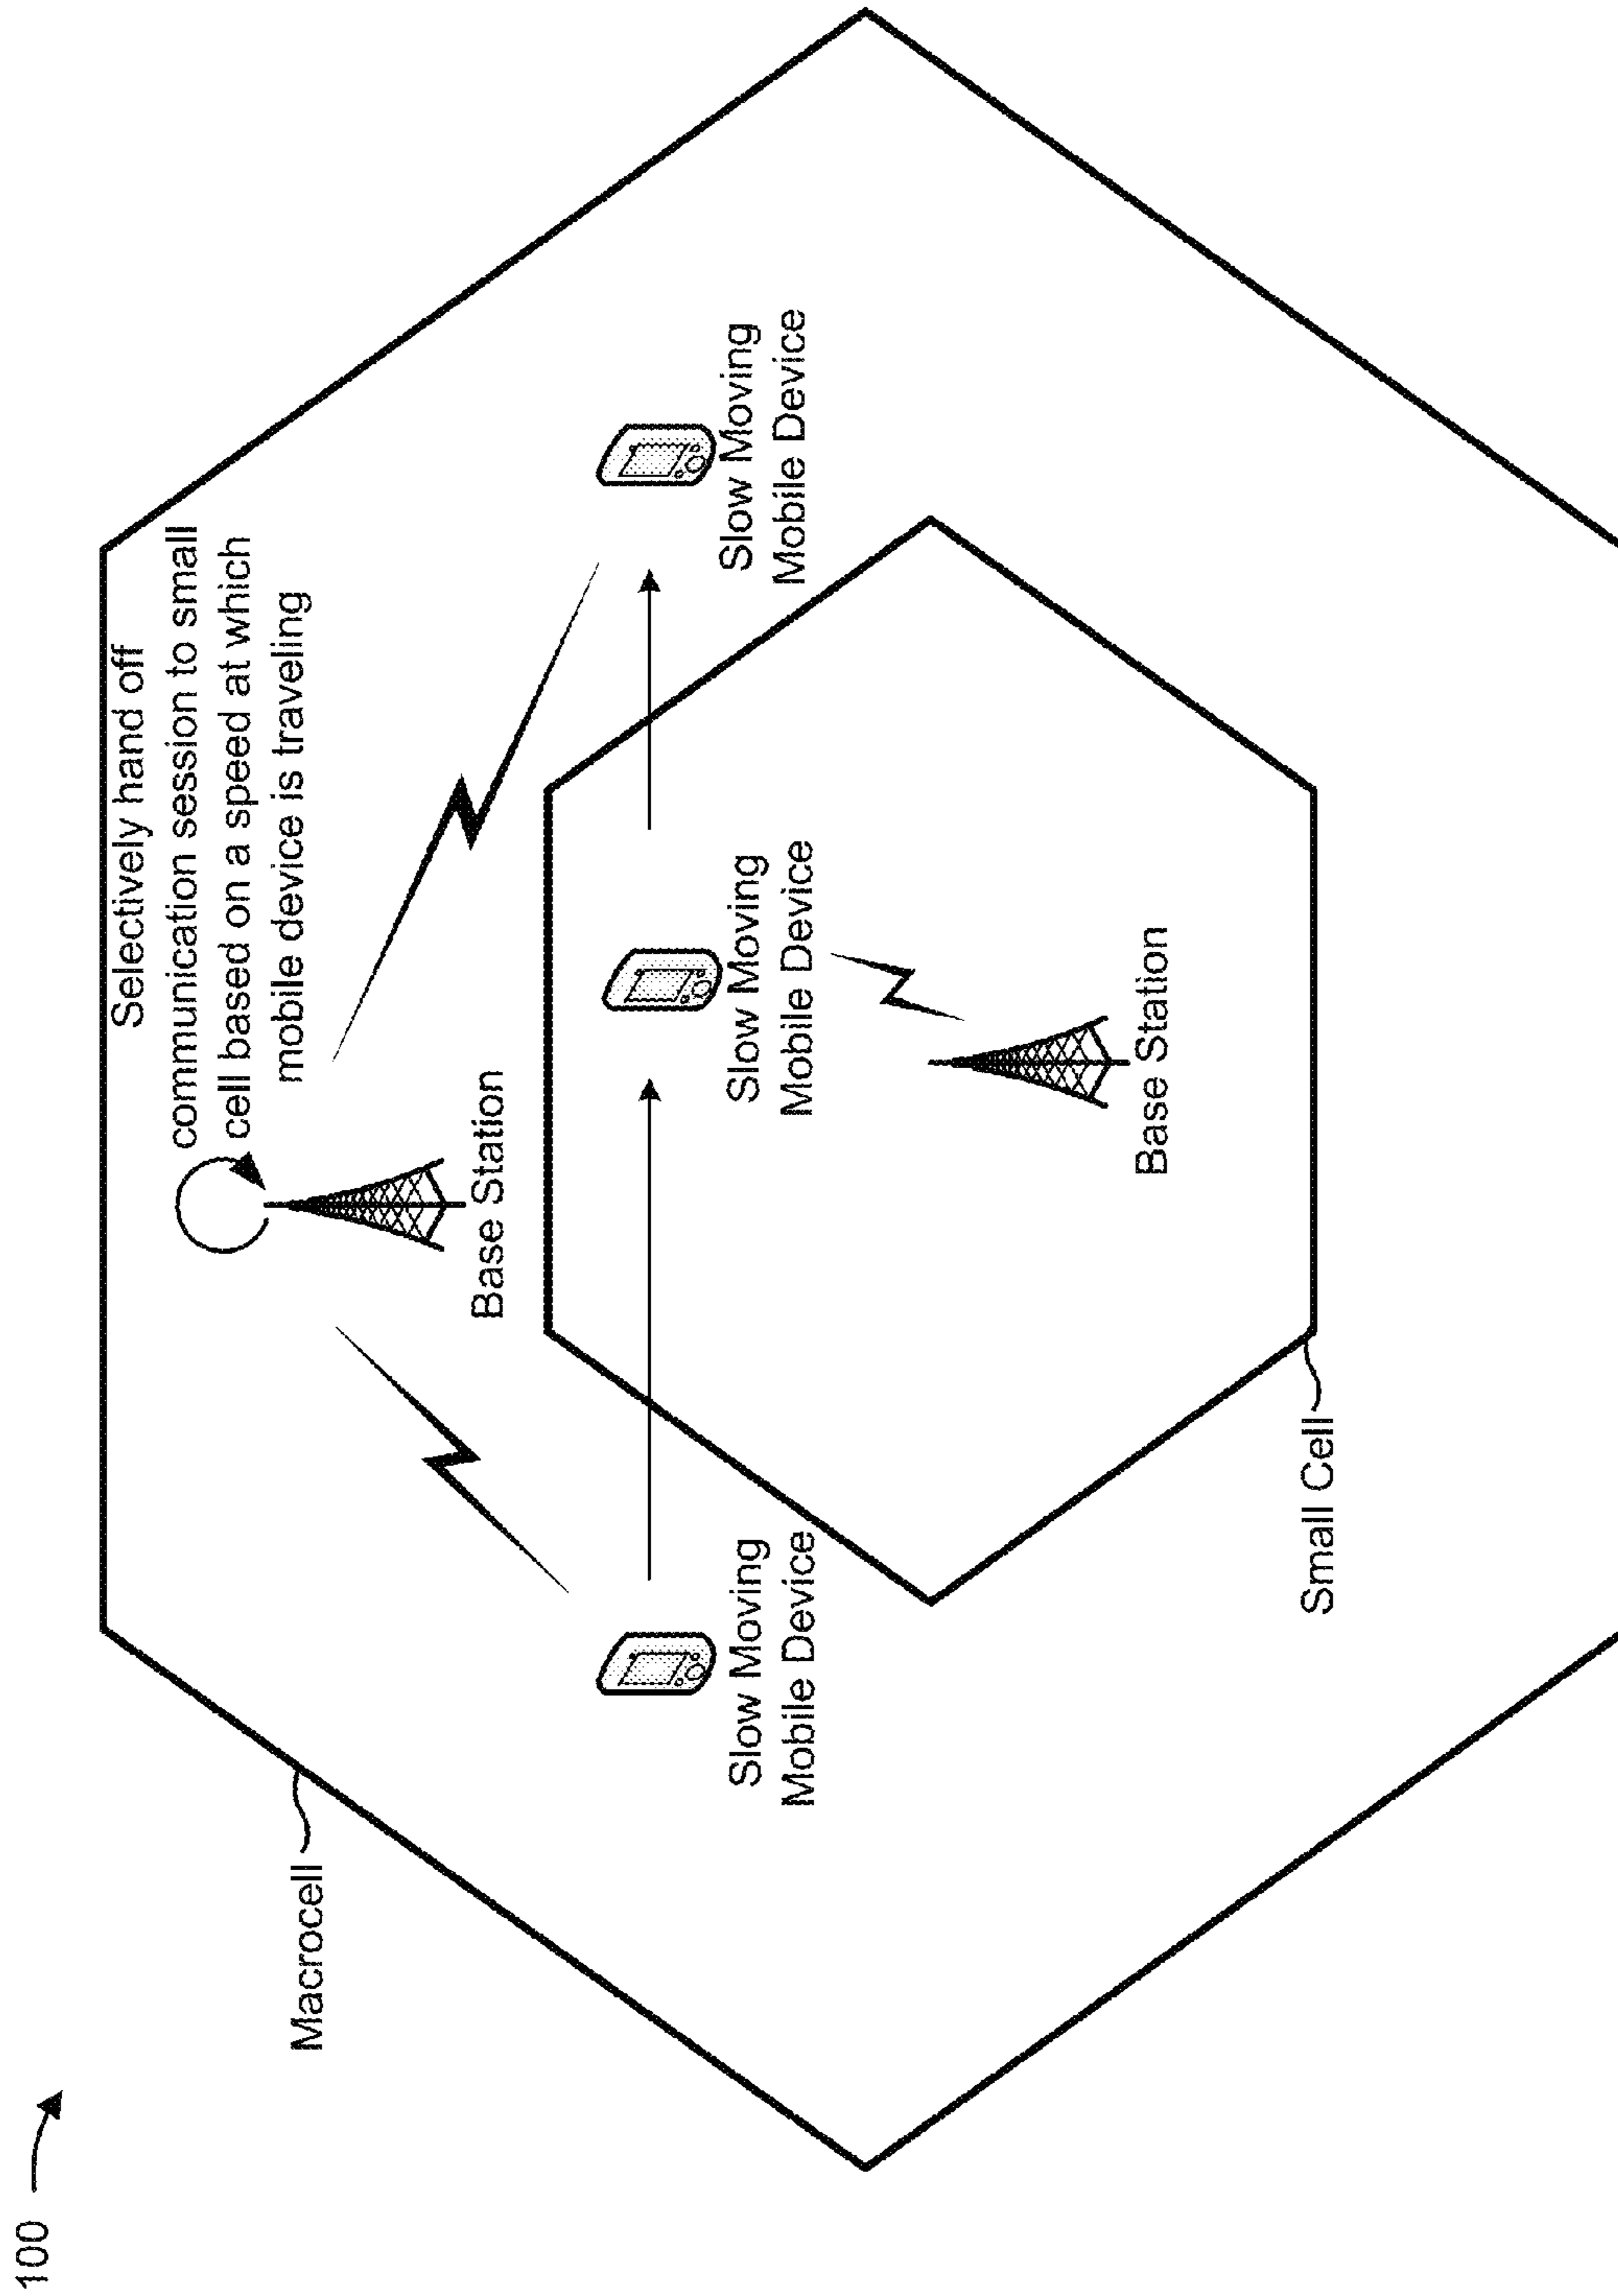 100
Macrocell
Selectively hand off
communication session to small
cell based on a speed at which
mobile device is traveling
Base Station
Slow Moving
Mobile Device
Slow Moving
Mobile Device
Slow Moving
Mobile Device
Base Station
Small Cell